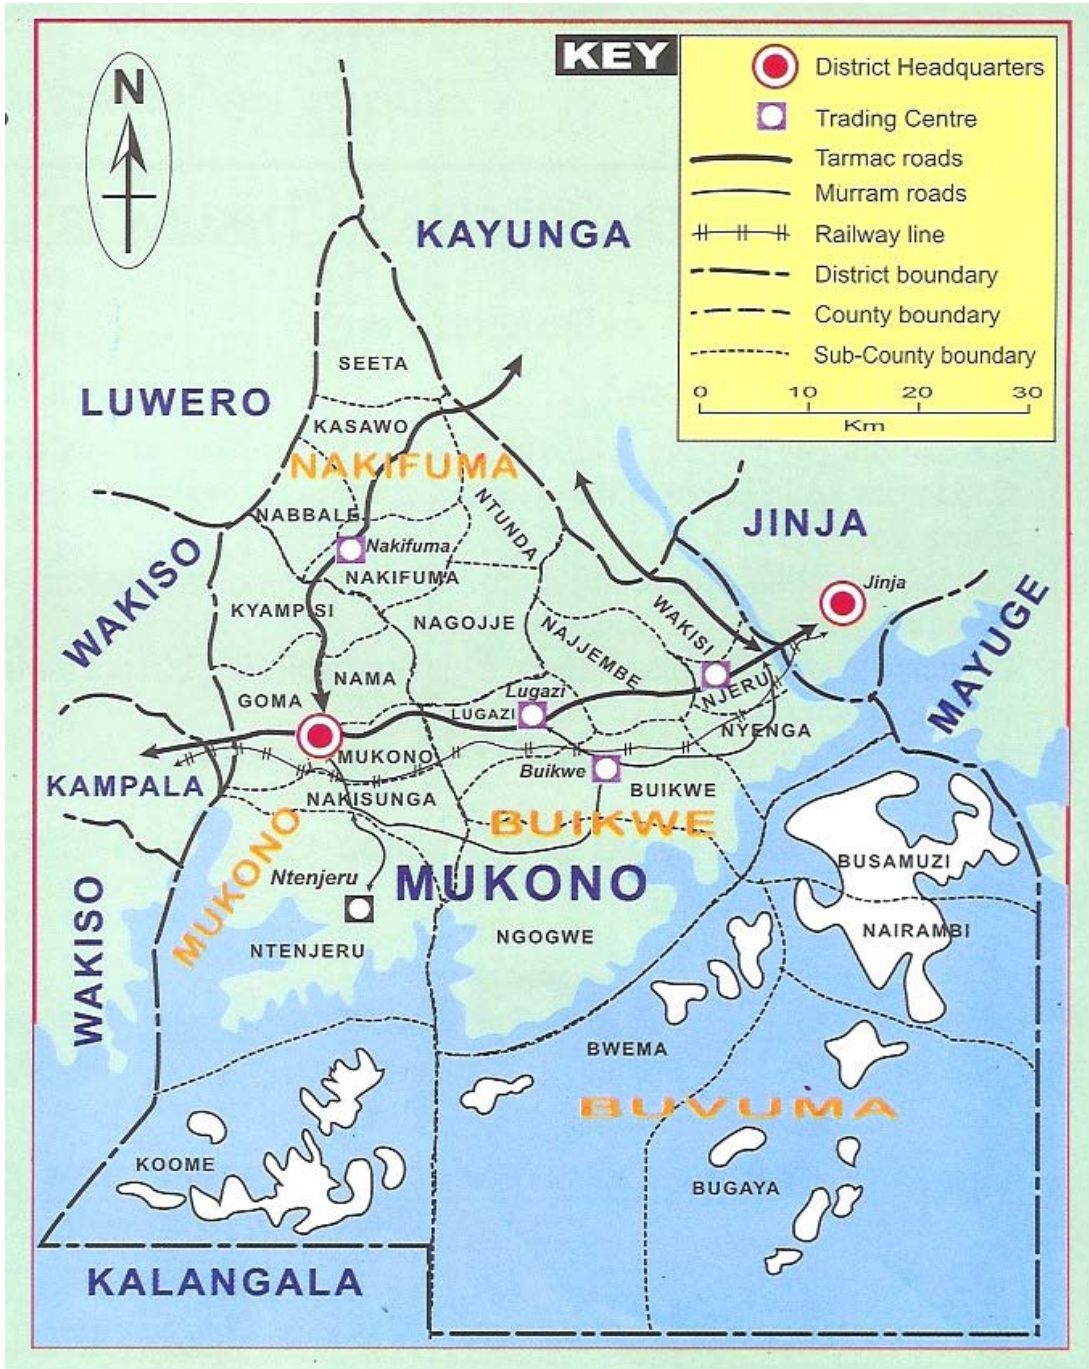 N
KEY
District Headquarters
Trading Centre
Tarmac roads
Murram roads
Railway line
District boundary
County boundary
Sub-County boundary
0 10 20 30
Km
KAYUNGA
SEETA
LUWERO
KASAWO
NAKIFUMA
NABBALE
NTUNDA
JINJA
Nakifuma
WAKISO
NAKIFUMA
Jinja
KYAMPISI
NAGOJJE
WAKISI
NAJJEMBE
MAYUGE
NAMA
GOMA
Lugazi
LUGAZI
NJERU
NYENGA
MUKONO
Buikwe
KAMPALA
NAKISUNGA
BUIKWE
BUIKWE
MUKONO
BUSAMUZI
Ntenjeru
MUKONO
WAKISO
NTENJERU
NGOGWE
NAIRAMBI
BWEMA
BUVUMA
KOOME
BUGAYA
KALANGALA